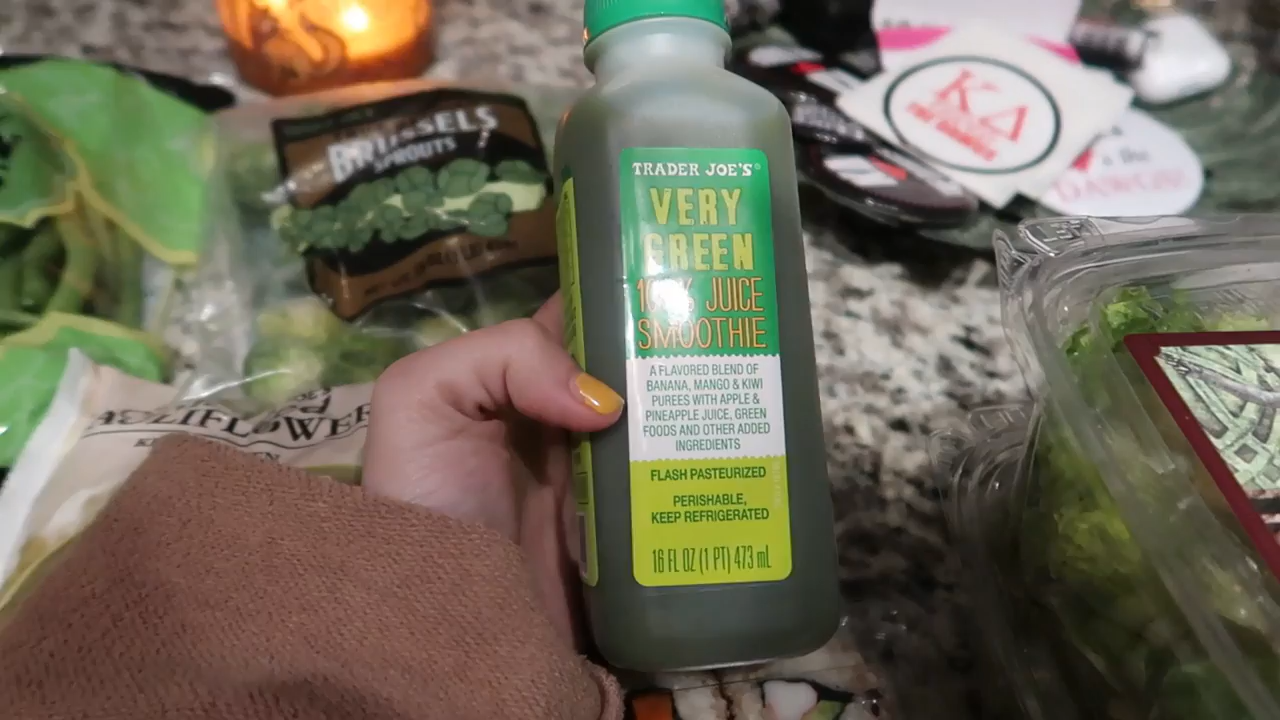 BRUSSELS
SPROUTS
TRADER JOE'S
VERY
GREEN
100% JUICE
SMOOTHIE
A FLAVORED BLEND OF
BANANA, MANGO & KIWI
PUREES WITH APPLE &
PINEAPPLE JUICE, GREEN
FOODS AND OTHER ADDED
INGREDIENTS
FLASH PASTEURIZED
PERISHABLE,
KEEP REFRIGERATED
16 FL OZ (1 PT) 473 mL
CAULIFLOWER
ΚΔ